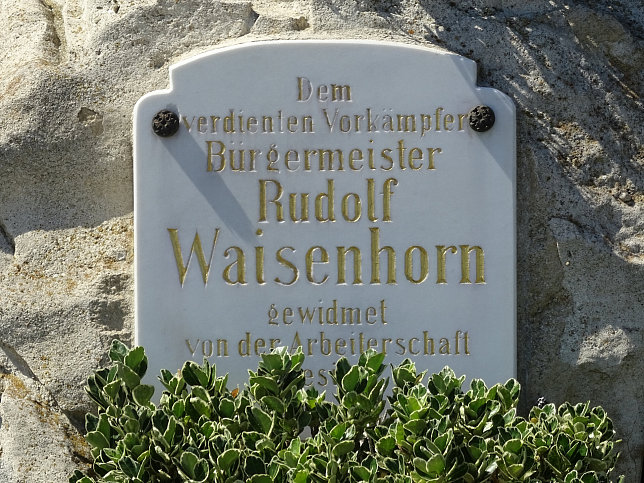 Dem
verdienten Vorkämpfer
Bürgermeister
Rudolf
Waisenhorn
gewidmet
von der Arbeiterschaft